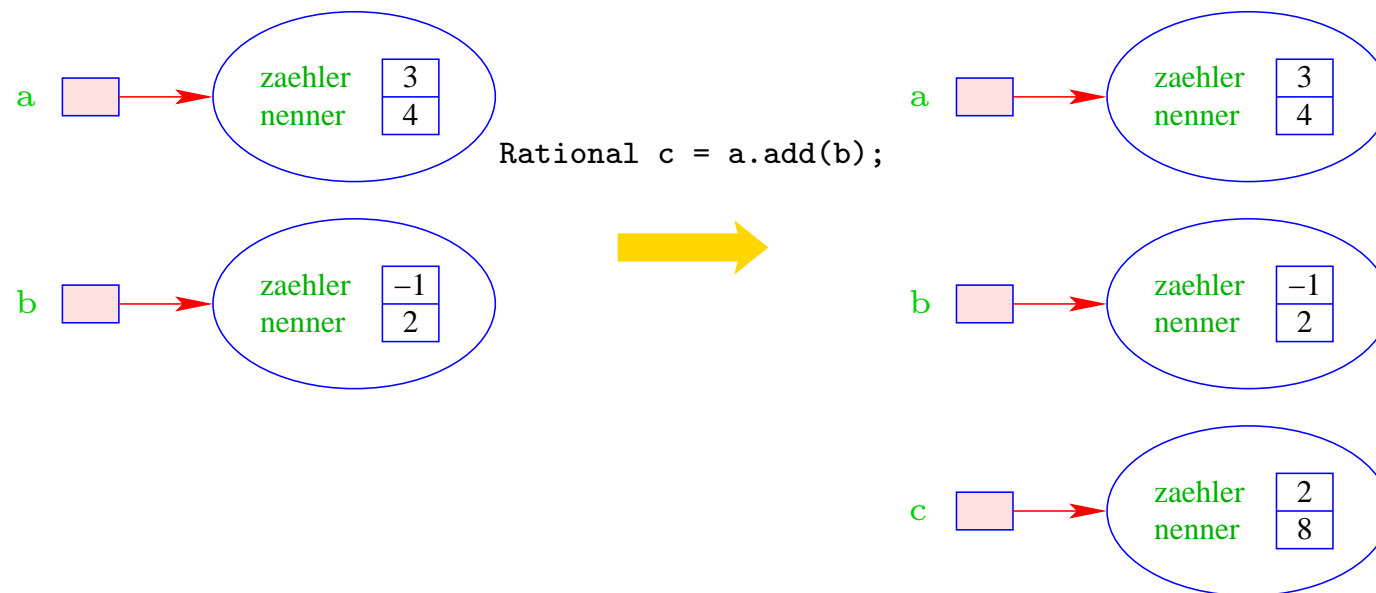 a
zaehler 3
nenner 4
b
zaehler –1
nenner 2
Rational c = a.add(b);
a
zaehler 3
nenner 4
b
zaehler –1
nenner 2
c
zaehler 2
nenner 8